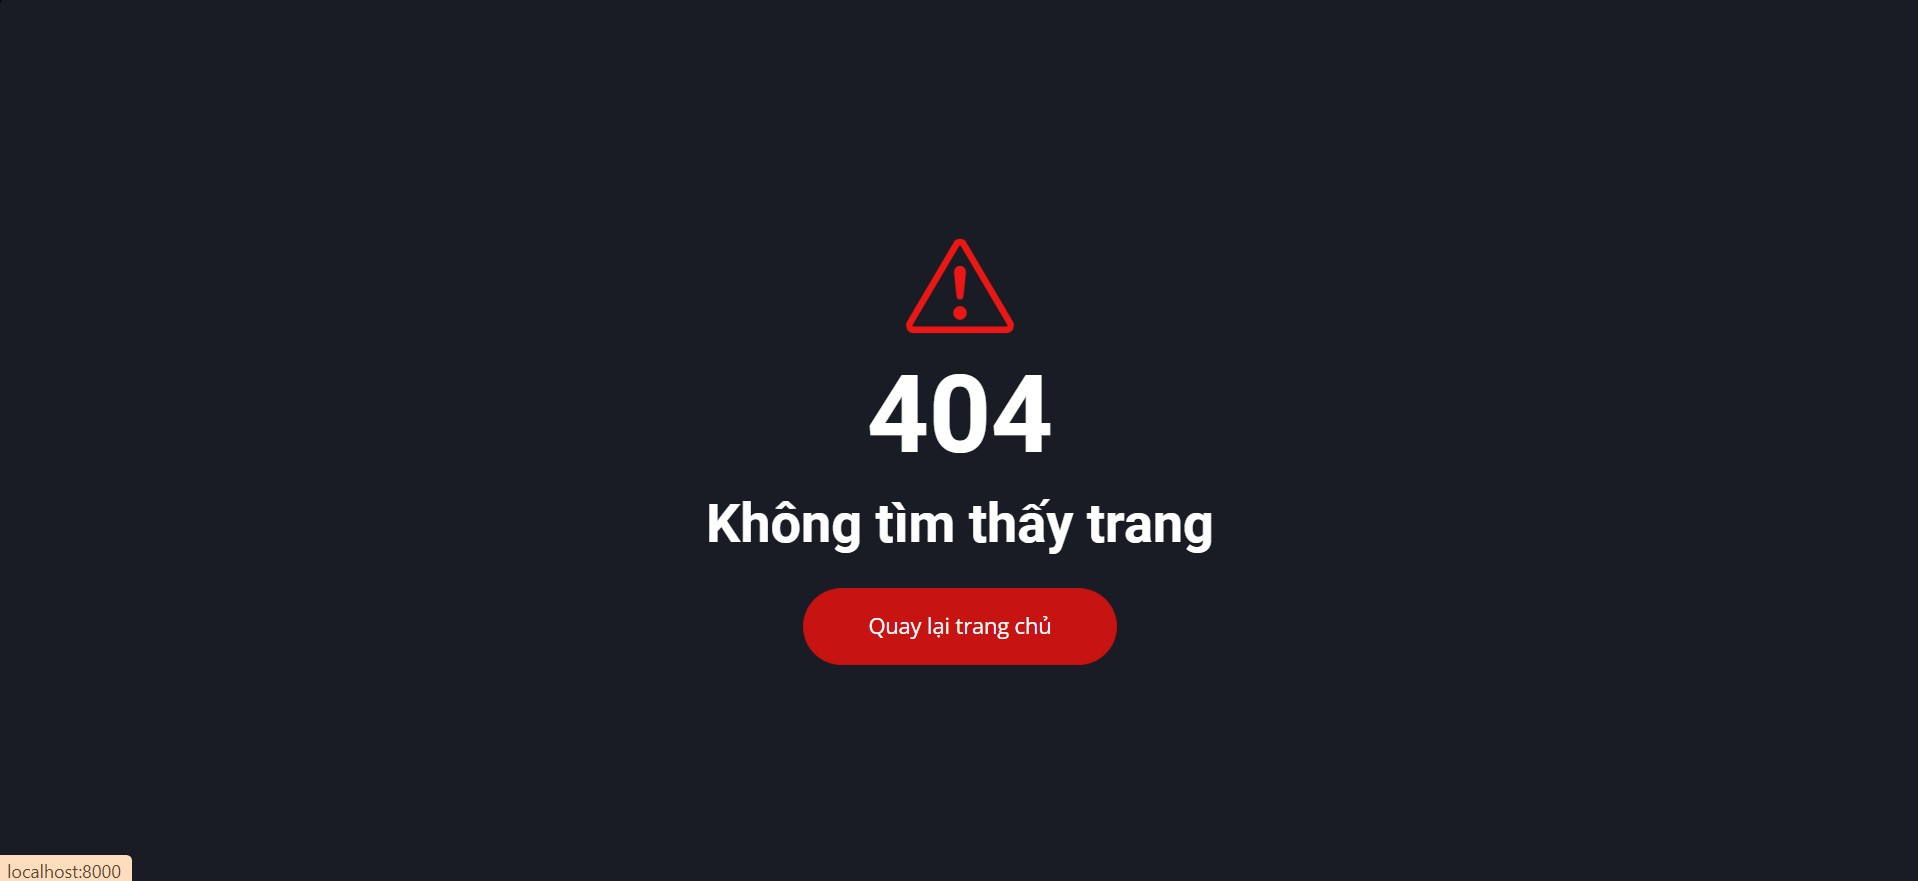 404
Không tìm thấy trang
Quay lại trang chủ
localhost:8000